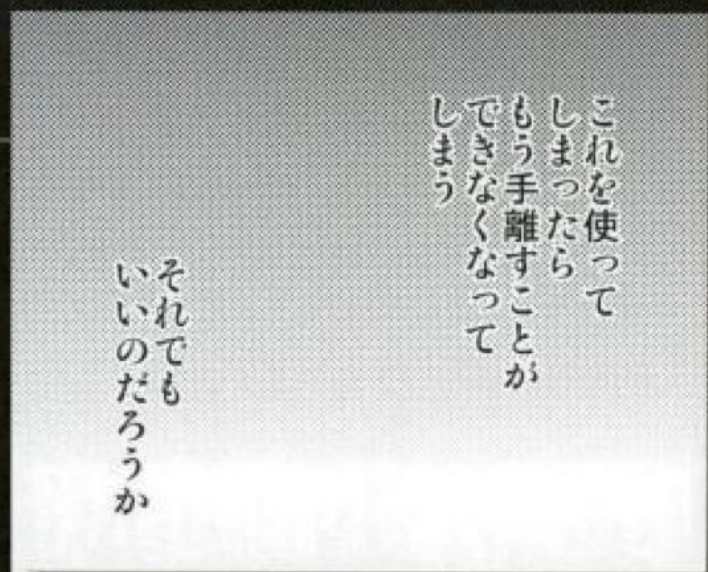 これを使って
しまったら
もう手離すことが
できなくなって
しまう
それでも
いいのだろうか